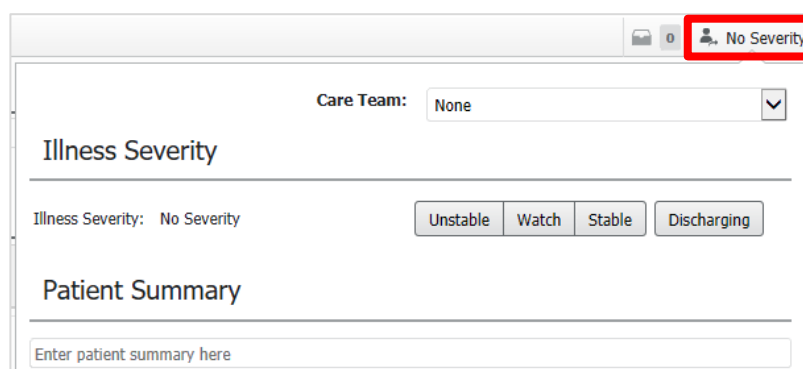 0 No Severity
Care Team: None
Illness Severity
Illness Severity: No Severity Unstable Watch Stable Discharging
Patient Summary
Enter patient summary here